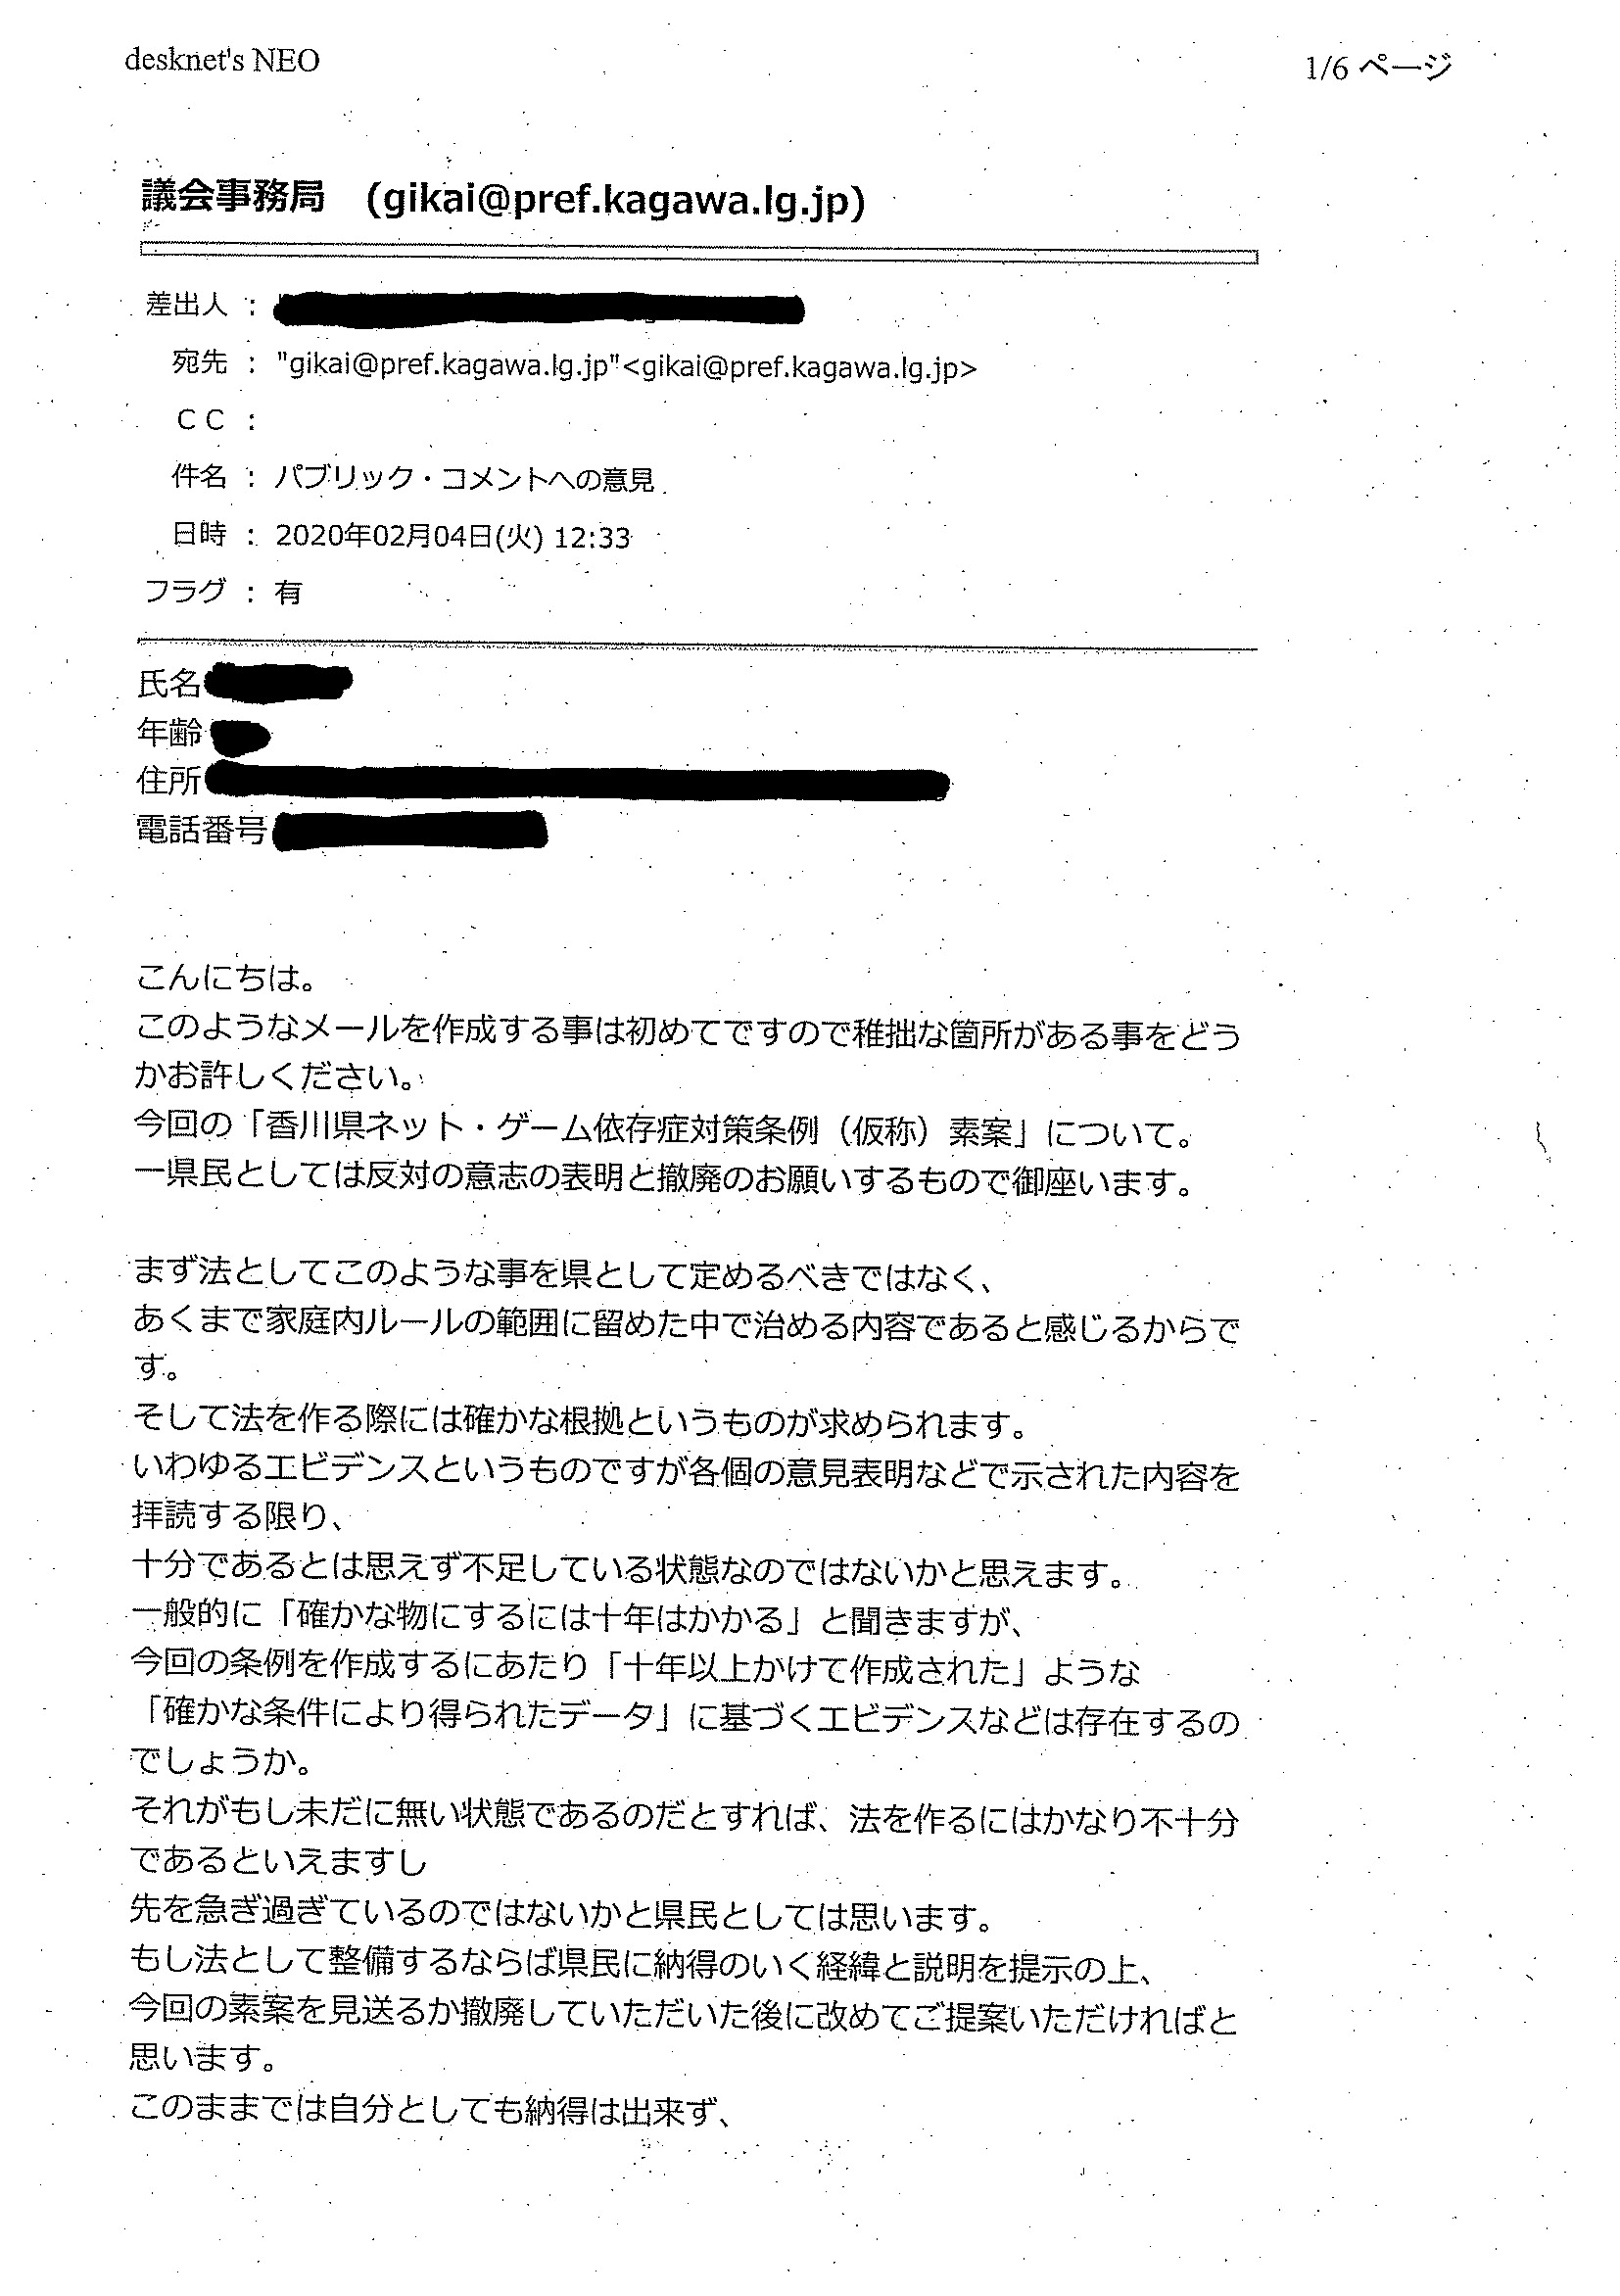 desknet's NEO
1/6 ページ
議会事務局　(gikai@pref.kagawa.lg.jp)
差出人 ：
宛先 ： "gikai@pref.kagawa.lg.jp"<gikai@pref.kagawa.lg.jp>
ＣＣ ：
件名 ： パブリック・コメントへの意見
日時 ： 2020年02月04日(火) 12:33
フラグ ： 有
氏名
年齢
住所
電話番号
こんにちは。
このようなメールを作成する事は初めてですので稚拙な箇所がある事をどう
かお許しください。
今回の「香川県ネット・ゲーム依存症対策条例（仮称）素案」について。
一県民としては反対の意志の表明と撤廃のお願いするもので御座います。
まず法としてこのような事を県として定めるべきではなく、
あくまで家庭内ルールの範囲に留めた中で治める内容であると感じるからで
す。
そして法を作る際には確かな根拠というものが求められます。
いわゆるエビデンスというものですが各個の意見表明などで示された内容を
拝読する限り、
十分であるとは思えず不足している状態なのではないかと思えます。
一般的に「確かな物にするには十年はかかる」と聞きますが、
今回の条例を作成するにあたり「十年以上かけて作成された」ような
「確かな条件により得られたデータ」に基づくエビデンスなどは存在するの
でしょうか。
それがもし未だに無い状態であるのだとすれば、法を作るにはかなり不十分
であるといえますし
先を急ぎ過ぎているのではないかと県民としては思います。
もし法として整備するならば県民に納得のいく経緯と説明を提示の上、
今回の素案を見送るか撤廃していただいた後に改めてご提案いただければと
思います。
このままでは自分としても納得は出来ず、